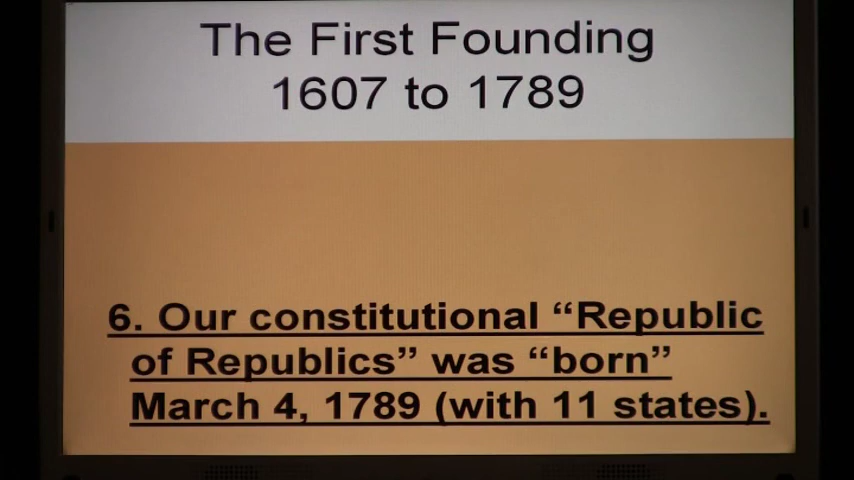 The First Founding
1607 to 1789
6. Our constitutional “Republic
of Republics” was “born”
March 4, 1789 (with 11 states).